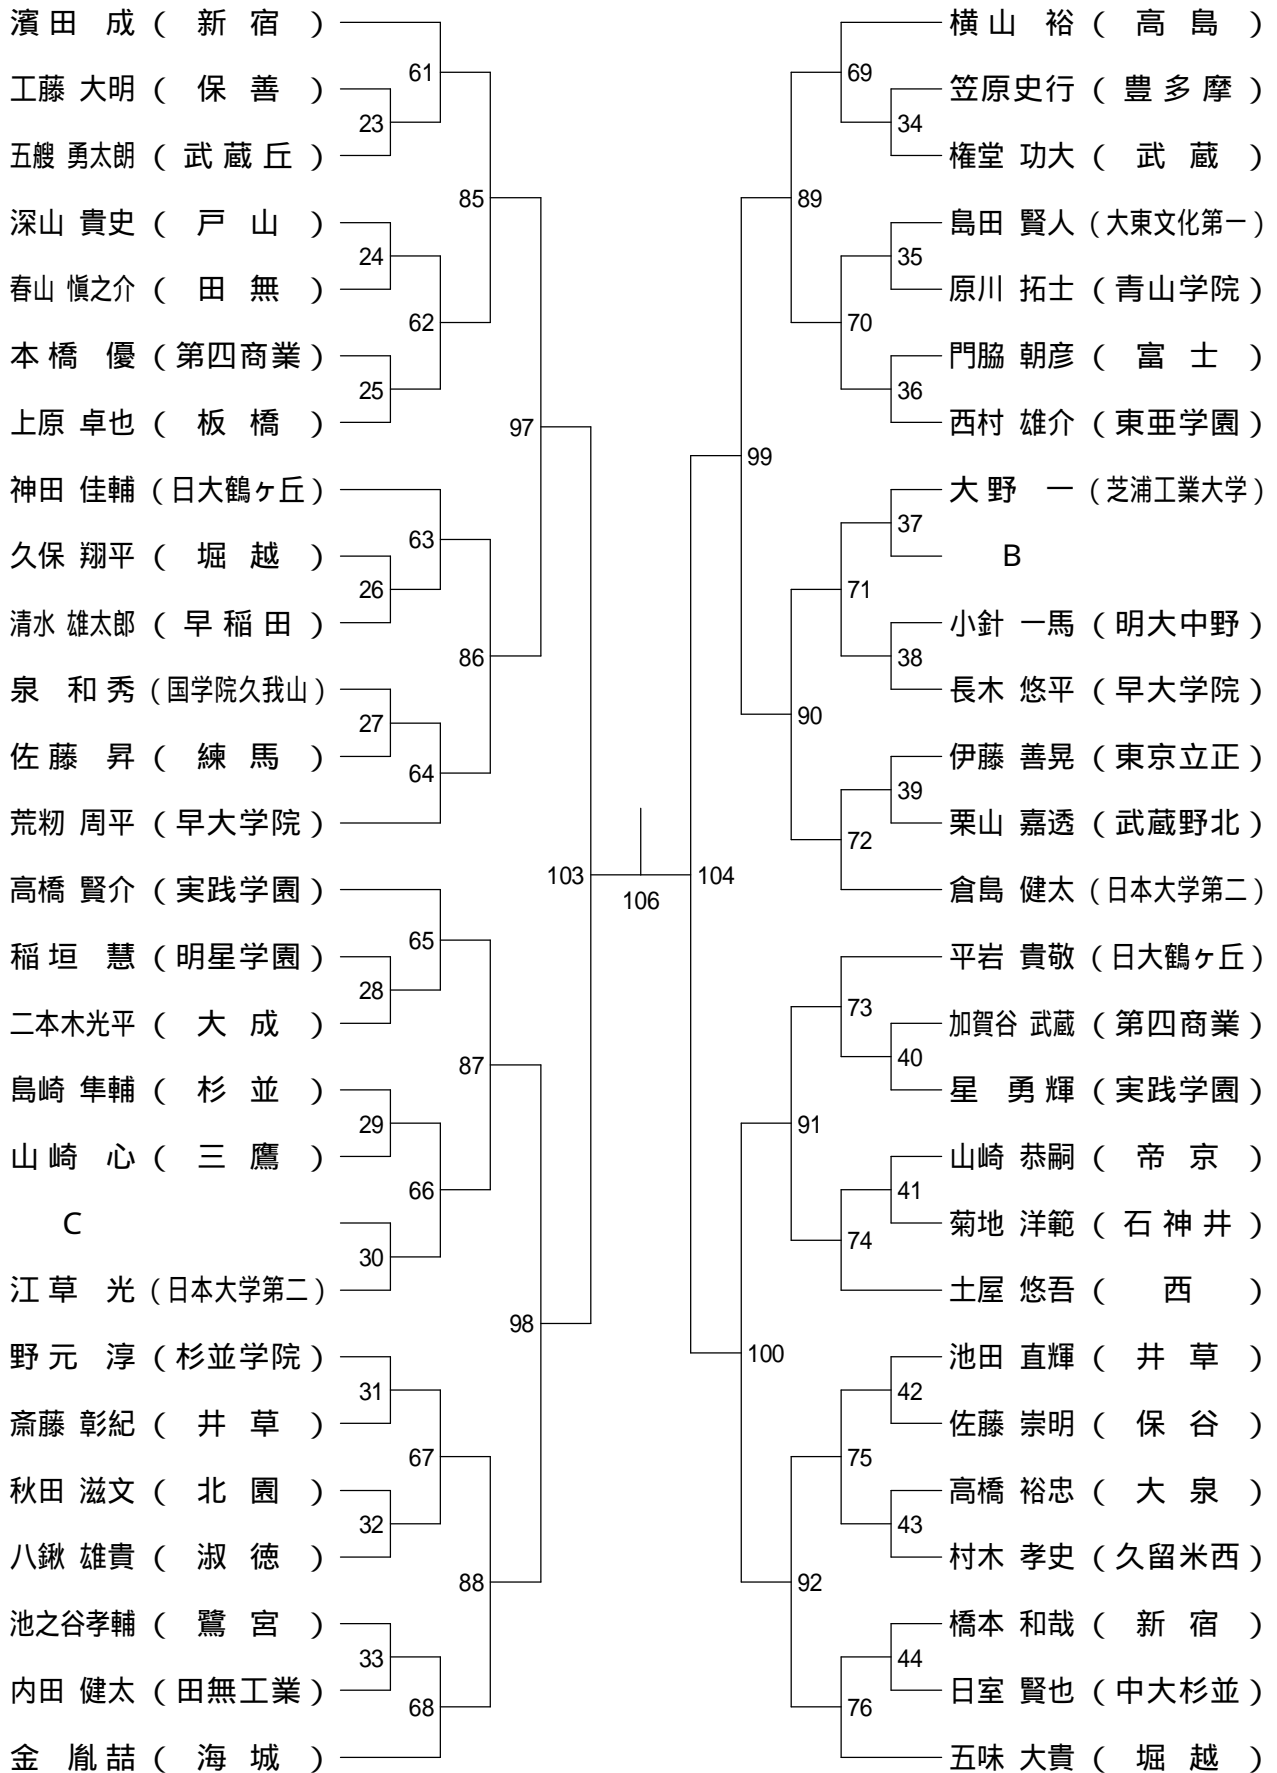 濱田 成 ( 新 宿 )
61
工藤 大明 ( 保 善 )
23
五艘 勇太朗 ( 武 蔵 丘 )
85
深山 貴史 ( 戸 山 )
24
春山 愼之介 ( 田 無 )
62
本橋 優 ( 第四商業 )
25
上原 卓也 ( 板 橋 )
97
神田 佳輔 ( 日大鶴ヶ丘 )
63
久保 翔平 ( 堀 越 )
26
清水 雄太郎 ( 早 稲 田 )
86
泉 和秀 ( 国学院久我山 )
27
佐藤 昇 ( 練 馬 )
64
荒籾 周平 ( 早大学院 )
103
高橋 賢介 ( 実践学園 )
65
稲垣 慧 ( 明星学園 )
28
二本木光平 ( 大 成 )
87
島崎 隼輔 ( 杉 並 )
29
山崎 心 ( 三 鷹 )
66
C
30
江草 光 ( 日本大学第二 )
98
野元 淳 ( 杉並学院 )
31
斎藤 彰紀 ( 井 草 )
67
秋田 滋文 ( 北 園 )
32
八鍬 雄貴 ( 淑 徳 )
88
池之谷孝輔 ( 鷺 宮 )
33
内田 健太 ( 田無工業 )
68
金 胤喆 ( 海 城 )
106
横山 裕 ( 高 島 )
69
笠原史行 ( 豊 多 摩 )
34
権堂 功大 ( 武 蔵 )
89
島田 賢人 ( 大東文化第一 )
35
原川 拓士 ( 青山学院 )
70
門脇 朝彦 ( 富 士 )
36
西村 雄介 ( 東亜学園 )
99
大野 一 ( 芝浦工業大学 )
37
B
71
小針 一馬 ( 明大中野 )
38
長木 悠平 ( 早大学院 )
90
伊藤 善晃 ( 東京立正 )
39
栗山 嘉透 ( 武蔵野北 )
72
倉島 健太 ( 日本大学第二 )
104
平岩 貴敬 ( 日大鶴ヶ丘 )
73
加賀谷 武蔵 ( 第四商業 )
40
星 勇輝 ( 実践学園 )
91
山崎 恭嗣 ( 帝 京 )
41
菊地 洋範 ( 石 神 井 )
74
土屋 悠吾 ( 西 )
100
池田 直輝 ( 井 草 )
42
佐藤 崇明 ( 保 谷 )
75
高橋 裕忠 ( 大 泉 )
43
村木 孝史 ( 久留米西 )
92
橋本 和哉 ( 新 宿 )
44
日室 賢也 ( 中大杉並 )
76
五味 大貴 ( 堀 越 )